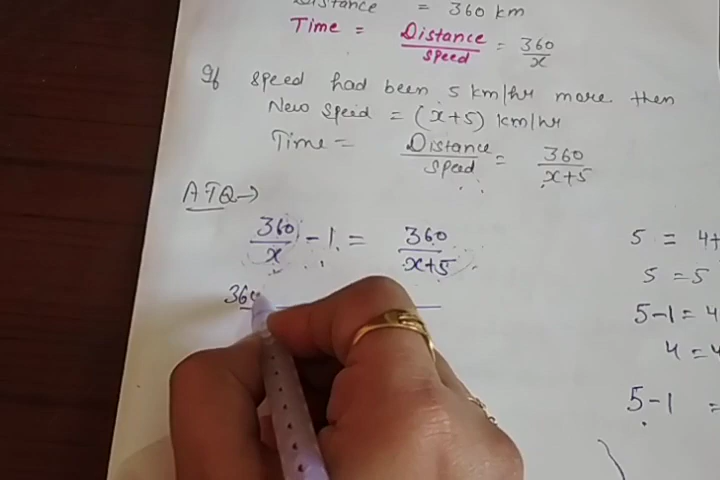 Distance = 360 km
Time = Distance/Speed = 360/x
If speed had been 5 km/hr more then
New Speed = (x+5) km/hr
Time = Distance/Speed = 360/x+5
ATQ→
360/x - 1 = 360/x+5
360
5 = 4+
5 = 5
5-1 = 4
4 = 4
5-1 =